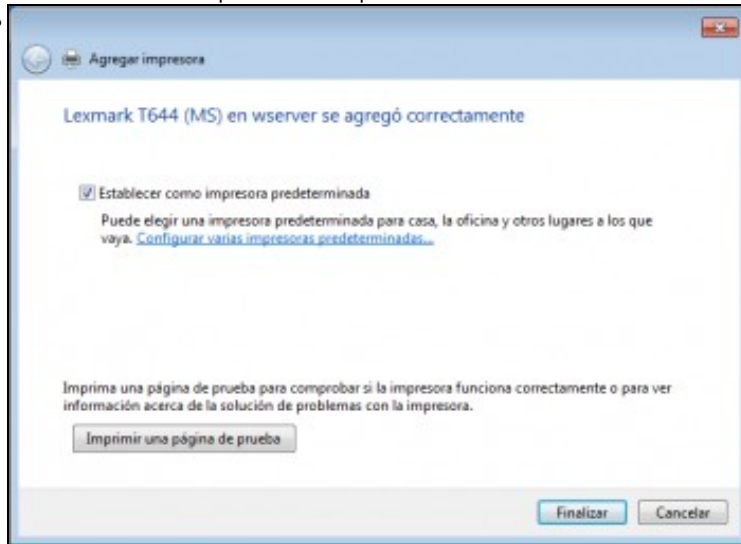 Agregar impresora
Lexmark T644 (MS) en wserver se agregó correctamente
Establecer como impresora predeterminada
Puede elegir una impresora predeterminada para casa, la oficina y otros lugares a los que
vaya. Configurar varias impresoras predeterminadas...
Imprima una página de prueba para comprobar si la impresora funciona correctamente o para ver
información acerca de la solución de problemas con la impresora.
Imprimir una página de prueba
Finalizar Cancelar